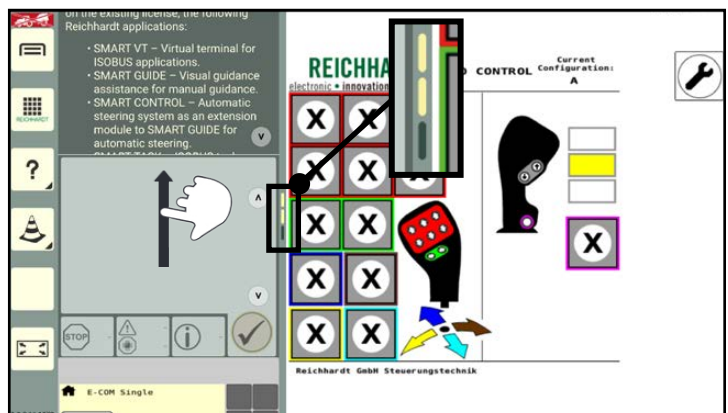 on the existing license, the following
Reichhardt applications:
• SMART VT – Virtual terminal for
ISOBUS applications.
• SMART GUIDE – Visual guidance
assistance for manual guidance.
• SMART CONTROL – Automatic
steering system as an extension
module to SMART GUIDE for
automatic steering.
REICHHARDT
?
STOP
i
E-COM Single
REICHHA
electronic • innovation
CONTROL
Current
Configuration:
A
X X
X X X
X X
X X
X X
X
Reichhardt GmbH Steuerungstechnik